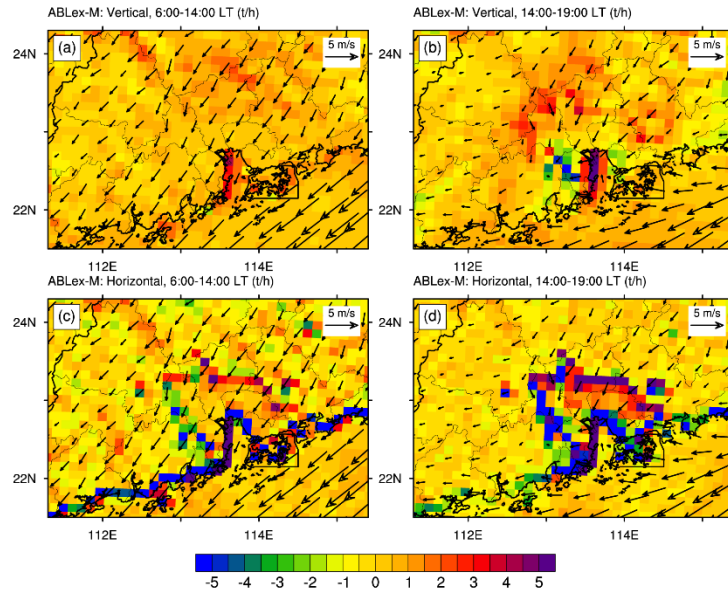 ABLex-M: Vertical, 6:00-14:00 LT (t/h)
ABLex-M: Vertical, 14:00-19:00 LT (t/h)
24N
(a)
5 m/s
24N
(b)
5 m/s
22N
22N
112E
114E
112E
114E
ABLex-M: Horizontal, 6:00-14:00 LT (t/h)
ABLex-M: Horizontal, 14:00-19:00 LT (t/h)
24N
(c)
5 m/s
24N
(d)
5 m/s
22N
22N
112E
114E
112E
114E
-5 -4 -3 -2 -1 0 1 2 3 4 5